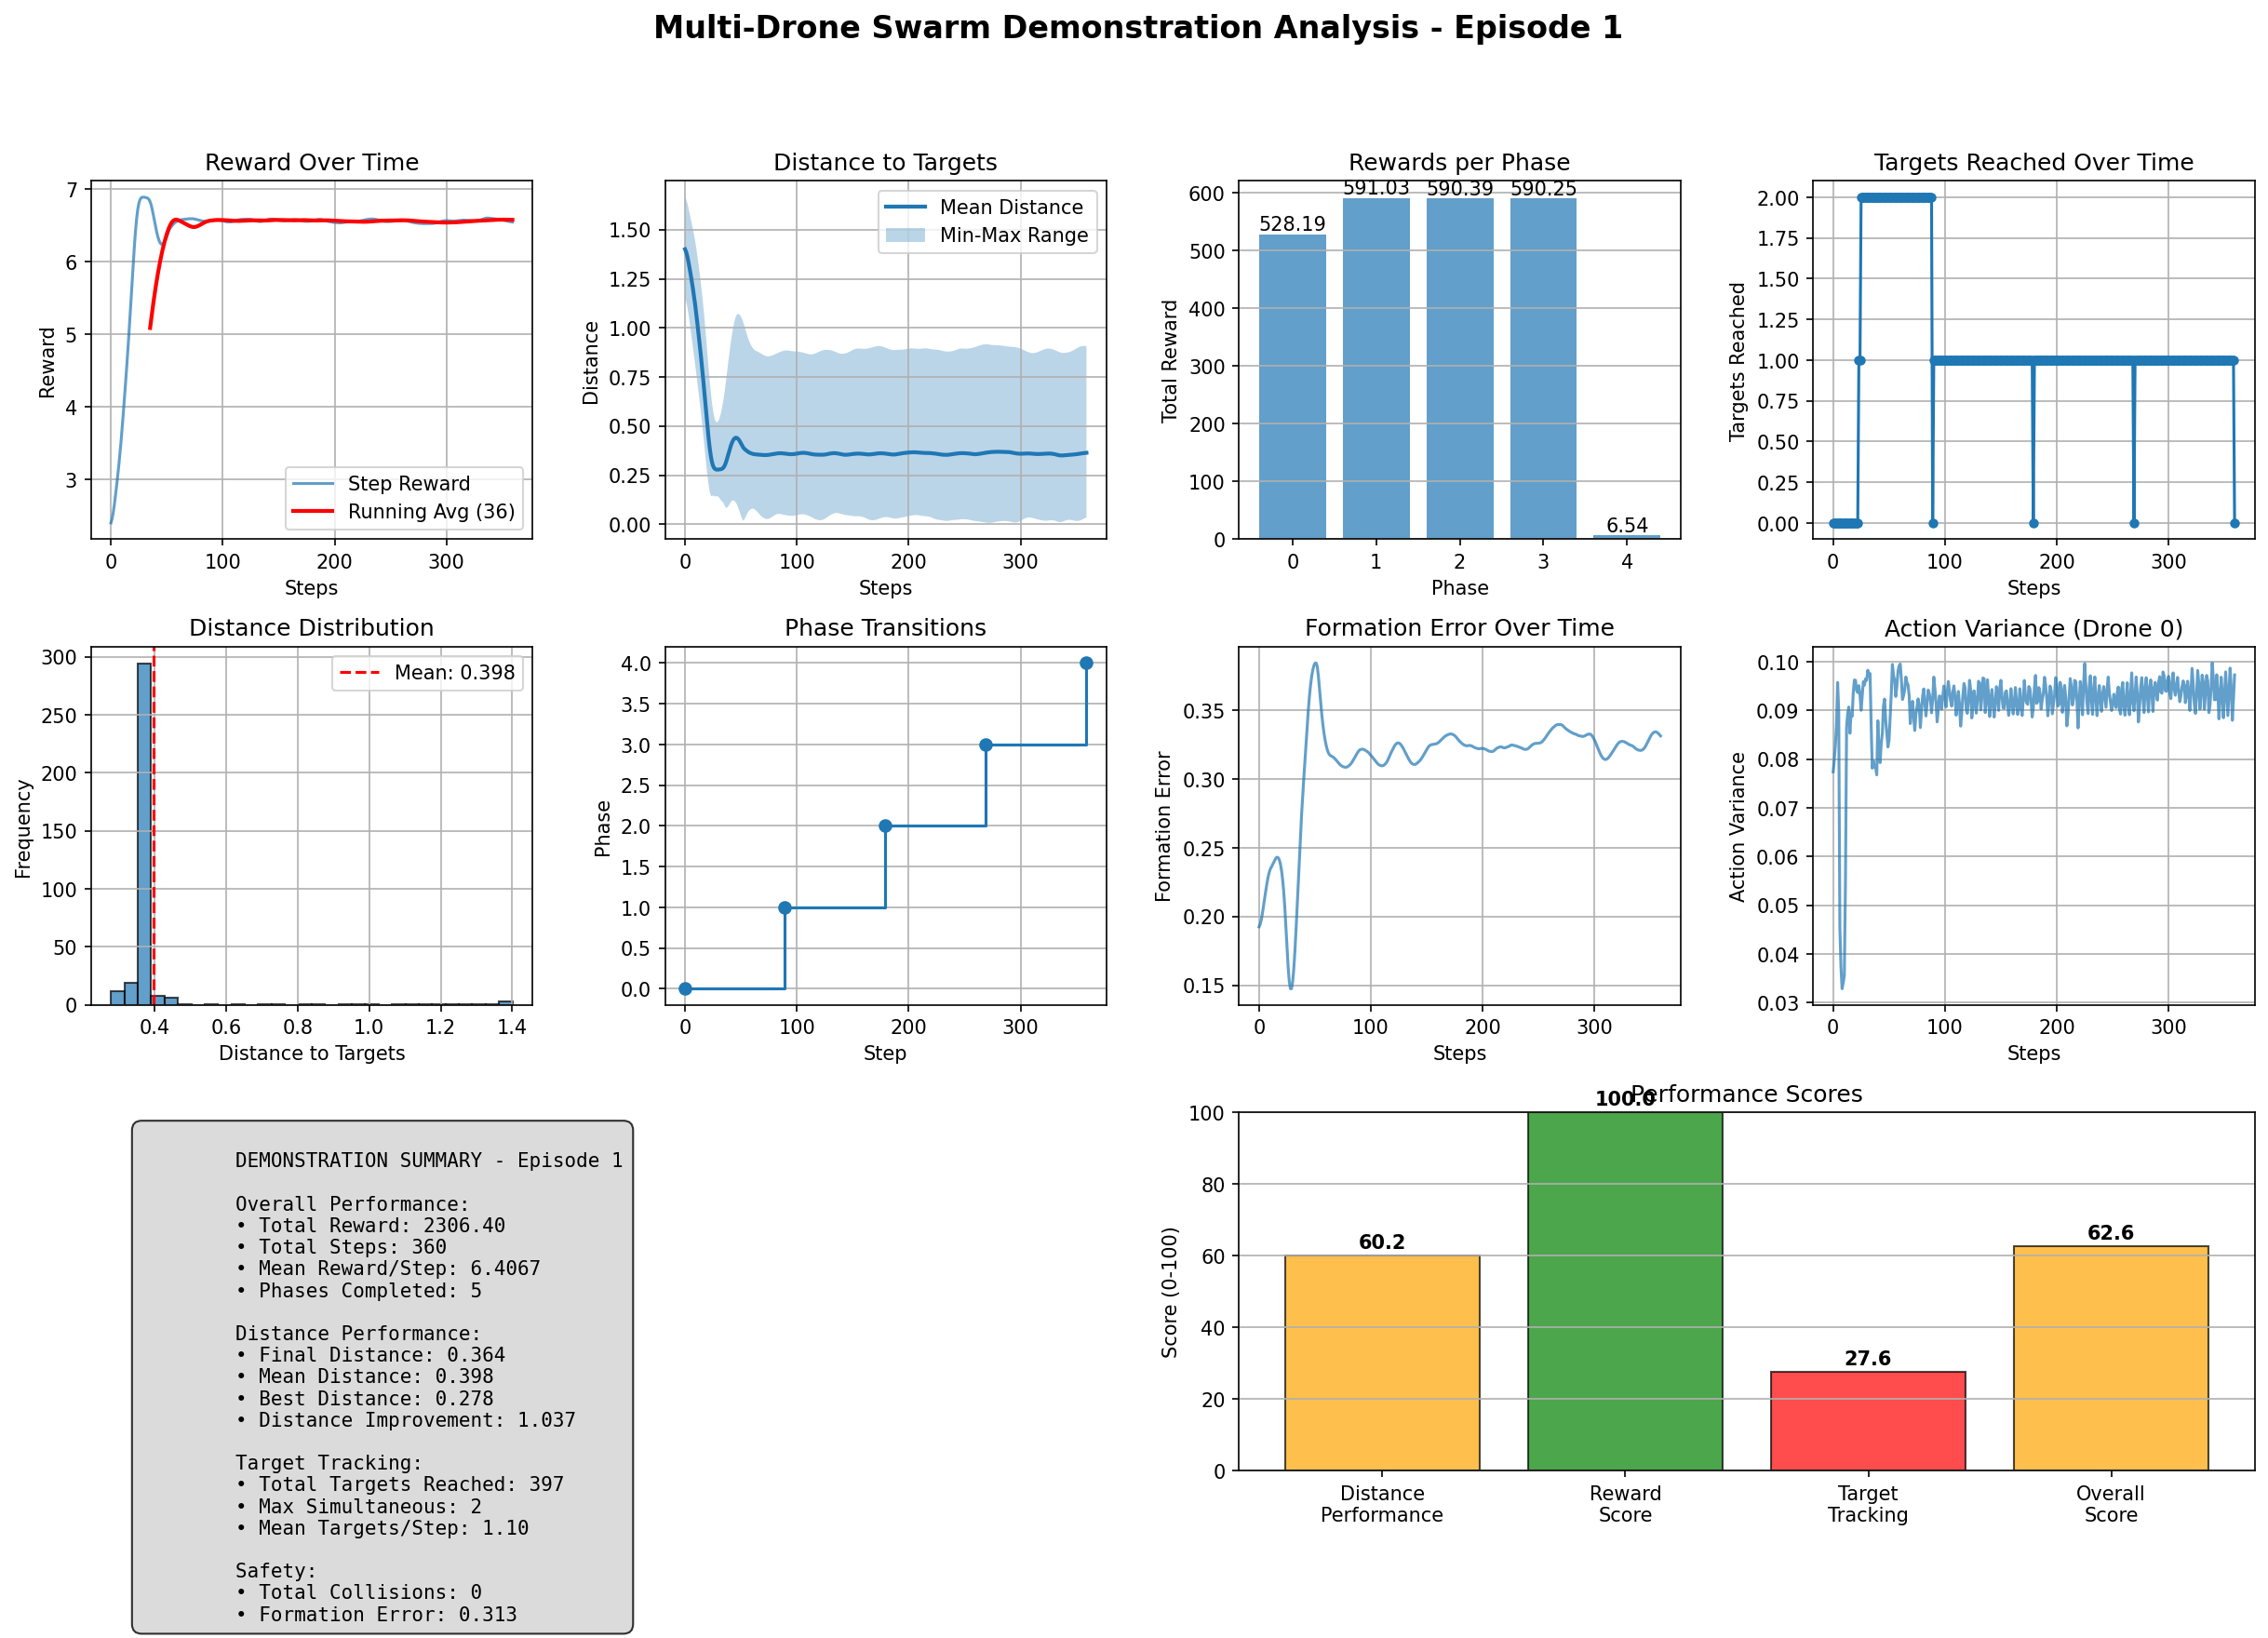 Multi-Drone Swarm Demonstration Analysis - Episode 1
Reward Over Time
7
6
5
4
3
Reward
0 100 200 300
Steps
Step Reward
Running Avg (36)
Distance to Targets
1.50
1.25
1.00
0.75
0.50
0.25
0.00
Distance
0 100 200 300
Steps
Mean Distance
Min-Max Range
Rewards per Phase
600
500
400
300
200
100
0
Total Reward
528.19 591.03 590.39 590.25 6.54
0 1 2 3 4
Phase
Targets Reached Over Time
2.00
1.75
1.50
1.25
1.00
0.75
0.50
0.25
0.00
Targets Reached
0 100 200 300
Steps
Distance Distribution
300
250
200
150
100
50
0
Frequency
Mean: 0.398
0.4 0.6 0.8 1.0 1.2 1.4
Distance to Targets
Phase Transitions
4.0
3.5
3.0
2.5
2.0
1.5
1.0
0.5
0.0
Phase
0 100 200 300
Step
Formation Error Over Time
0.35
0.30
0.25
0.20
0.15
Formation Error
0 100 200 300
Steps
Action Variance (Drone 0)
0.10
0.09
0.08
0.07
0.06
0.05
0.04
0.03
Action Variance
0 100 200 300
Steps
DEMONSTRATION SUMMARY - Episode 1
Overall Performance:
• Total Reward: 2306.40
• Total Steps: 360
• Mean Reward/Step: 6.4067
• Phases Completed: 5
Distance Performance:
• Final Distance: 0.364
• Mean Distance: 0.398
• Best Distance: 0.278
• Distance Improvement: 1.037
Target Tracking:
• Total Targets Reached: 397
• Max Simultaneous: 2
• Mean Targets/Step: 1.10
Safety:
• Total Collisions: 0
• Formation Error: 0.313
Performance Scores
100
80
60
40
20
0
Score (0-100)
60.2 100.0 27.6 62.6
Distance
Performance
Reward
Score
Target
Tracking
Overall
Score